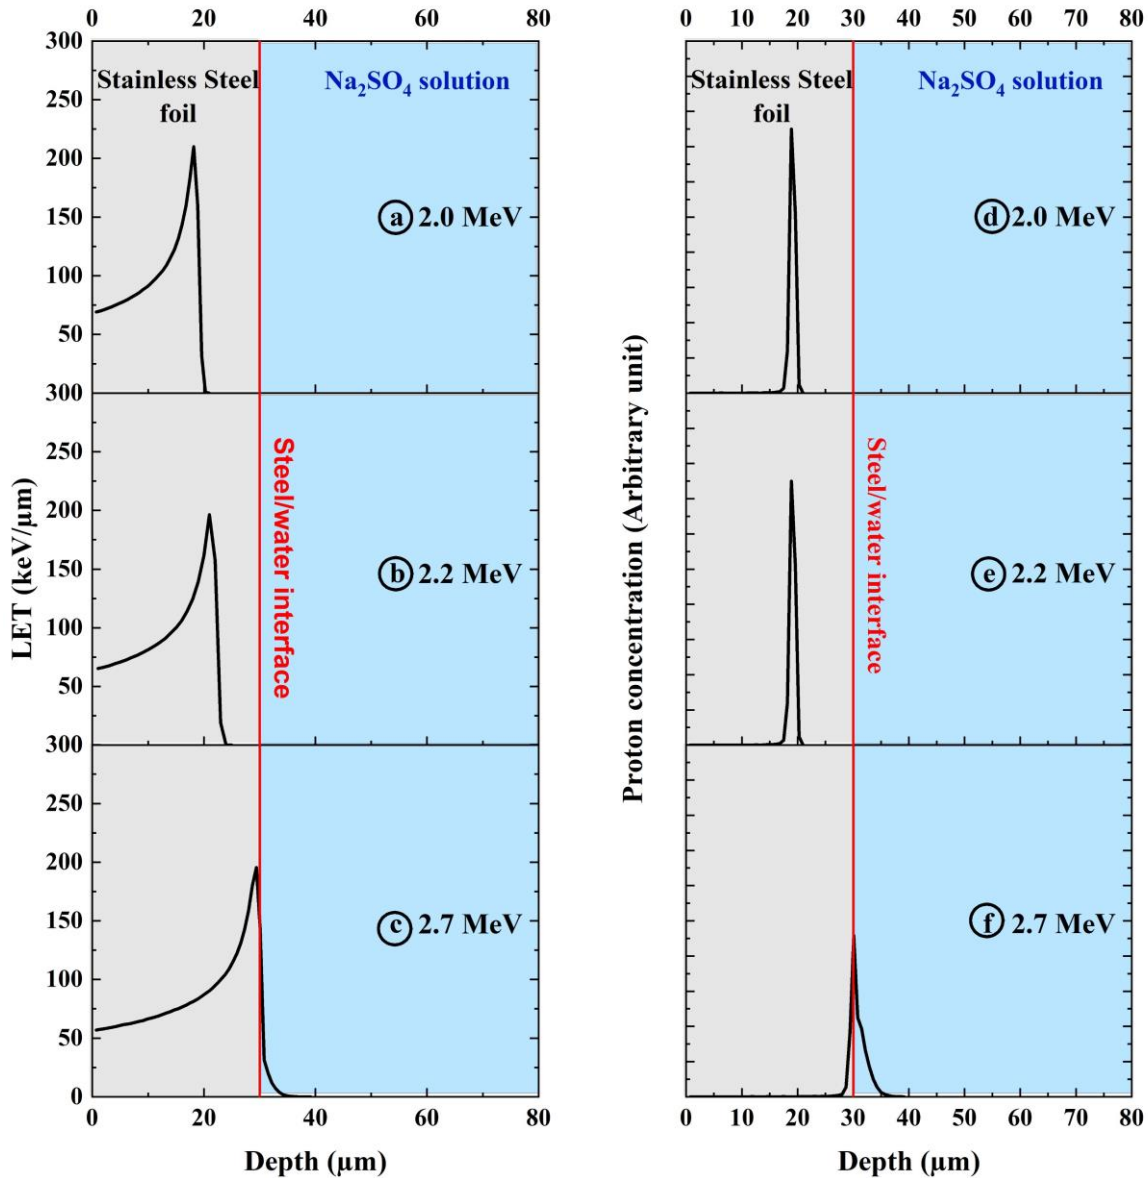 0 20 40 60 80
0 10 20 30 40 50 60 70 80
300
250
200
150
100
50
300
250
200
150
100
50
300
250
200
150
100
50
0
LET (keV/µm)
Stainless Steel
foil
Na₂SO₄ solution
a 2.0 MeV
b 2.2 MeV
Steel/water interface
c 2.7 MeV
0 20 40 60 80
Depth (µm)
Proton concentration (Arbitrary unit)
Stainless Steel
foil
Na₂SO₄ solution
d 2.0 MeV
e 2.2 MeV
Steel/water interface
f 2.7 MeV
0 10 20 30 40 50 60 70 80
Depth (µm)